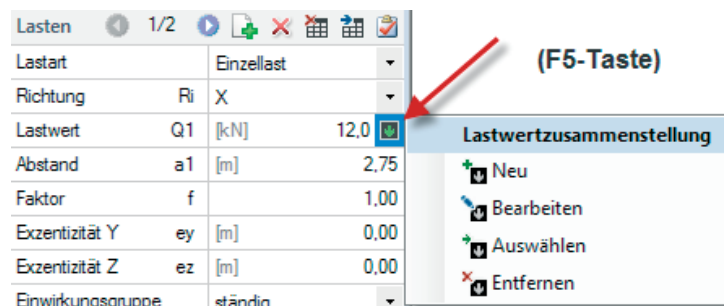 Lasten 1/2
Lastart Einzellast
Richtung Ri X
Lastwert Q1 [kN] 12,0
Abstand a1 [m] 2,75
Faktor f 1,00
Exzentizität Y ey [m] 0,00
Exzentizität Z ez [m] 0,00
Einwirkungsgruppe ständig
(F5-Taste)
Lastwertzusammenstellung
Neu
Bearbeiten
Auswählen
Entfernen